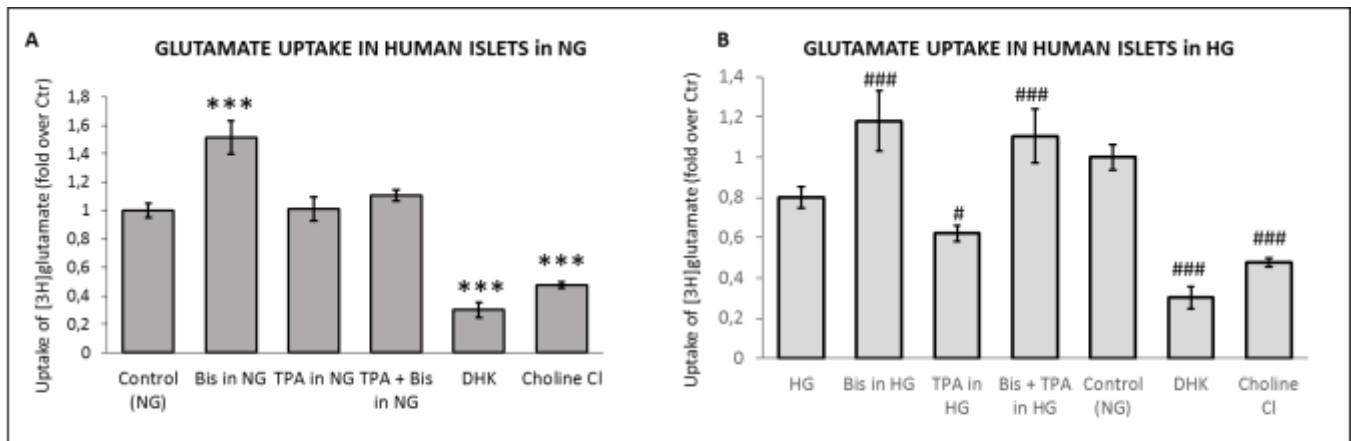 A
GLUTAMATE UPTAKE IN HUMAN ISLETS in NG
Uptake of [3H]glutamate (fold over Ctr)
1,8
1,6
1,4
1,2
1
0,8
0,6
0,4
0,2
0
***
***
***
Control
(NG)
Bis in NG
TPA in NG
TPA + Bis
in NG
DHK
Choline Cl
B
GLUTAMATE UPTAKE IN HUMAN ISLETS in HG
Uptake of [3H]glutamate (fold over Ctr)
1,4
1,2
1
0,8
0,6
0,4
0,2
0
###
#
###
###
###
HG
Bis in HG
TPA in
HG
Bis + TPA
in HG
Control
(NG)
DHK
Choline
Cl